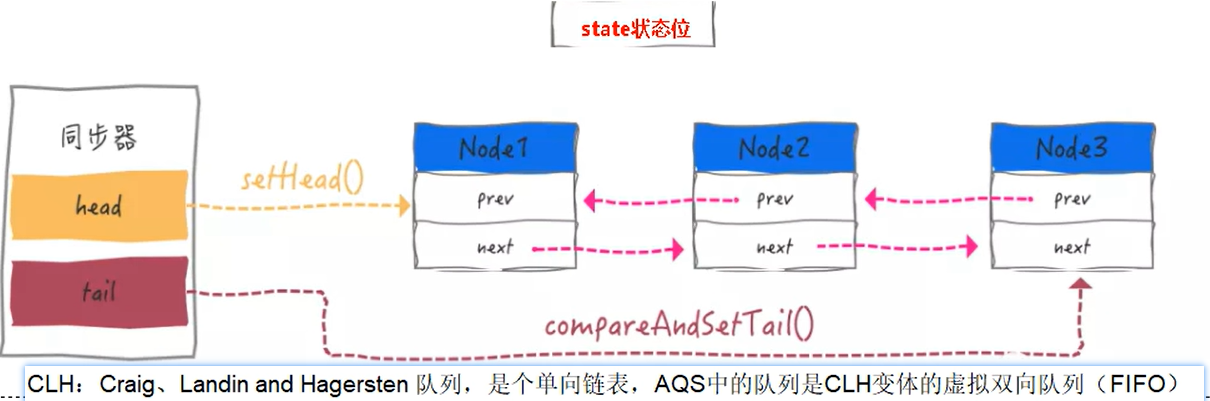 state状态位
同步器
head
tail
setHead()
Node1
prev
next
Node2
prev
next
Node3
prev
next
compareAndSetTail()
CLH：Craig、Landin and Hagersten 队列，是个单向链表，AQS中的队列是CLH变体的虚拟双向队列（FIFO）